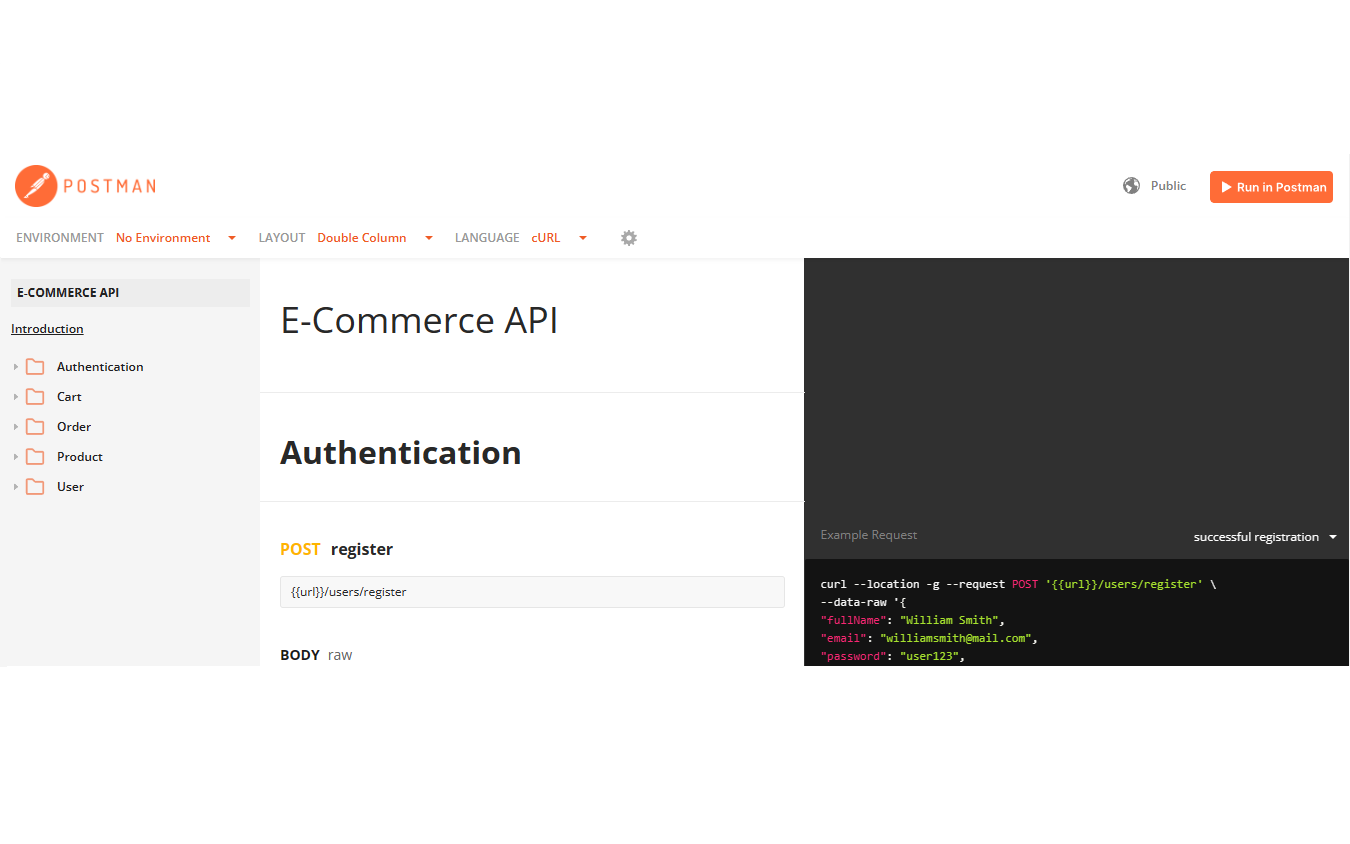 POSTMAN
Public
Run in Postman
ENVIRONMENT No Environment LAYOUT Double Column LANGUAGE cURL
E-COMMERCE API
Introduction
Authentication
Cart
Order
Product
User
E-Commerce API
Authentication
POST register
{{url}}/users/register
BODY raw
Example Request
successful registration
curl --location -g --request POST '{{url}}/users/register' \
--data-raw '{
"fullName": "William Smith",
"email": "williamsmith@mail.com",
"password": "user123",